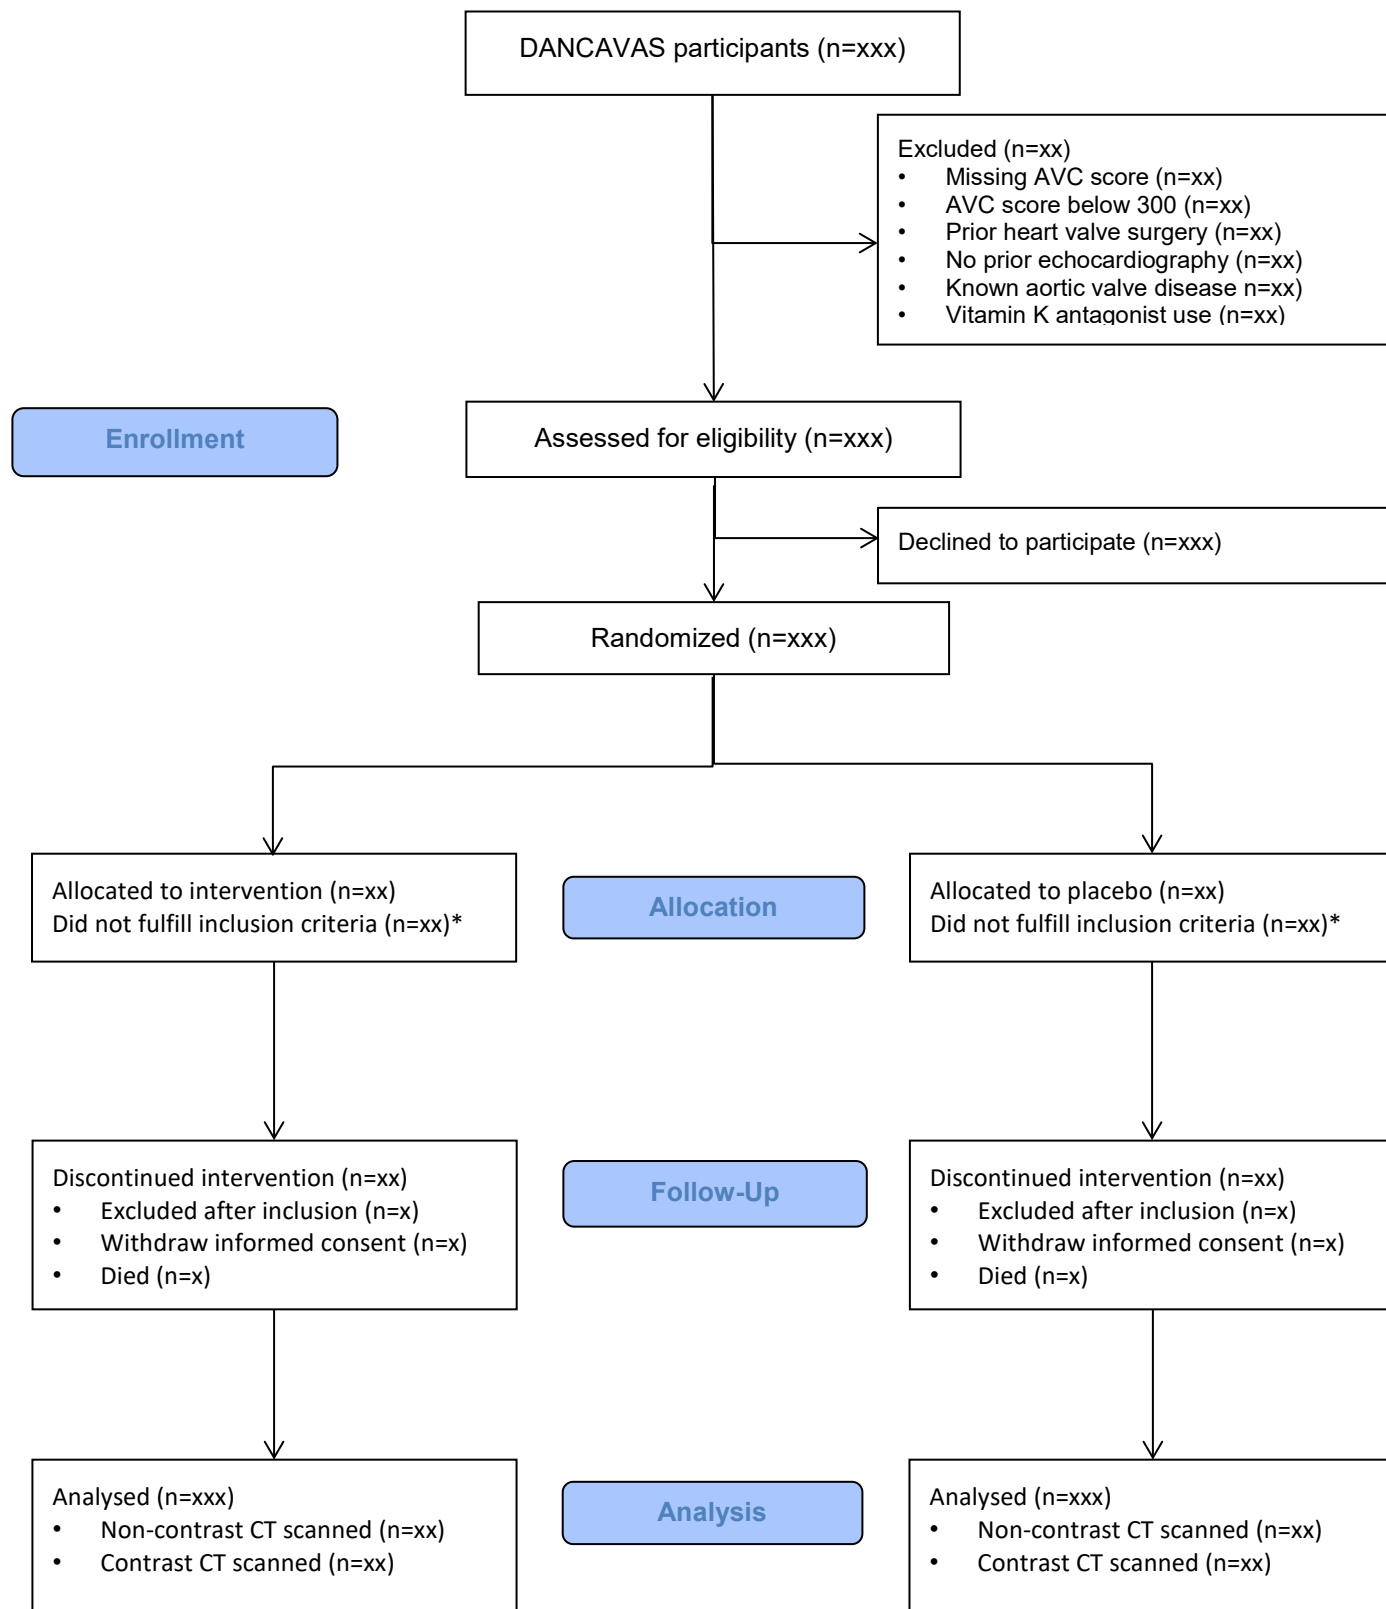 DANCAVAS participants (n=xxx)
Excluded (n=xx)
• Missing AVC score (n=xx)
• AVC score below 300 (n=xx)
• Prior heart valve surgery (n=xx)
• No prior echocardiography (n=xx)
• Known aortic valve disease n=xx)
• Vitamin K antagonist use (n=xx)
Enrollment
Assessed for eligibility (n=xxx)
Declined to participate (n=xxx)
Randomized (n=xxx)
Allocated to intervention (n=xx)
Did not fulfill inclusion criteria (n=xx)*
Allocation
Allocated to placebo (n=xx)
Did not fulfill inclusion criteria (n=xx)*
Discontinued intervention (n=xx)
• Excluded after inclusion (n=x)
• Withdraw informed consent (n=x)
• Died (n=x)
Follow-Up
Discontinued intervention (n=xx)
• Excluded after inclusion (n=x)
• Withdraw informed consent (n=x)
• Died (n=x)
Analysed (n=xxx)
• Non-contrast CT scanned (n=xx)
• Contrast CT scanned (n=xx)
Analysis
Analysed (n=xxx)
• Non-contrast CT scanned (n=xx)
• Contrast CT scanned (n=xx)